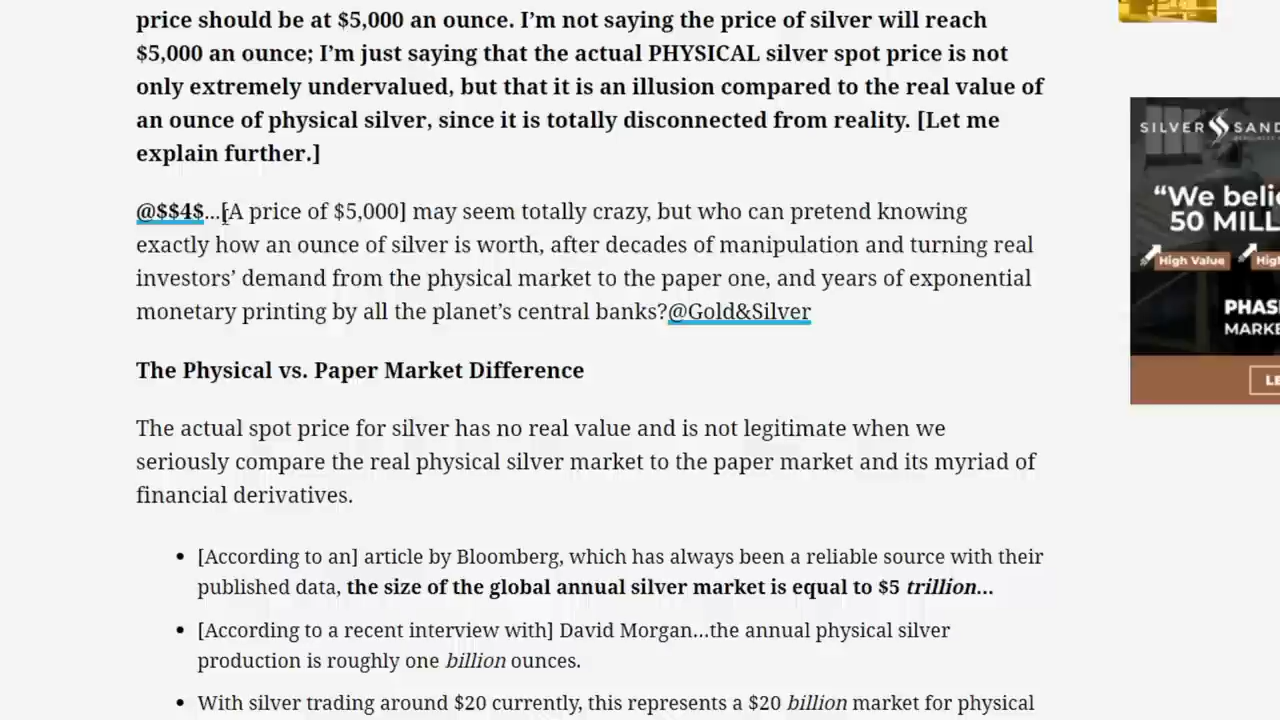 price should be at $5,000 an ounce. I’m not saying the price of silver will reach
$5,000 an ounce; I’m just saying that the actual PHYSICAL silver spot price is not
only extremely undervalued, but that it is an illusion compared to the real value of
an ounce of physical silver, since it is totally disconnected from reality. [Let me
explain further.]
@$$4$...[A price of $5,000] may seem totally crazy, but who can pretend knowing
exactly how an ounce of silver is worth, after decades of manipulation and turning real
investors’ demand from the physical market to the paper one, and years of exponential
monetary printing by all the planet’s central banks?@Gold&Silver
The Physical vs. Paper Market Difference
The actual spot price for silver has no real value and is not legitimate when we
seriously compare the real physical silver market to the paper market and its myriad of
financial derivatives.
• [According to an] article by Bloomberg, which has always been a reliable source with their
published data, the size of the global annual silver market is equal to $5 trillion...
• [According to a recent interview with] David Morgan...the annual physical silver
production is roughly one billion ounces.
• With silver trading around $20 currently, this represents a $20 billion market for physical
SILVER SAND
“We beli
50 MILL
High Value
High
PHAS
MARKE
LE